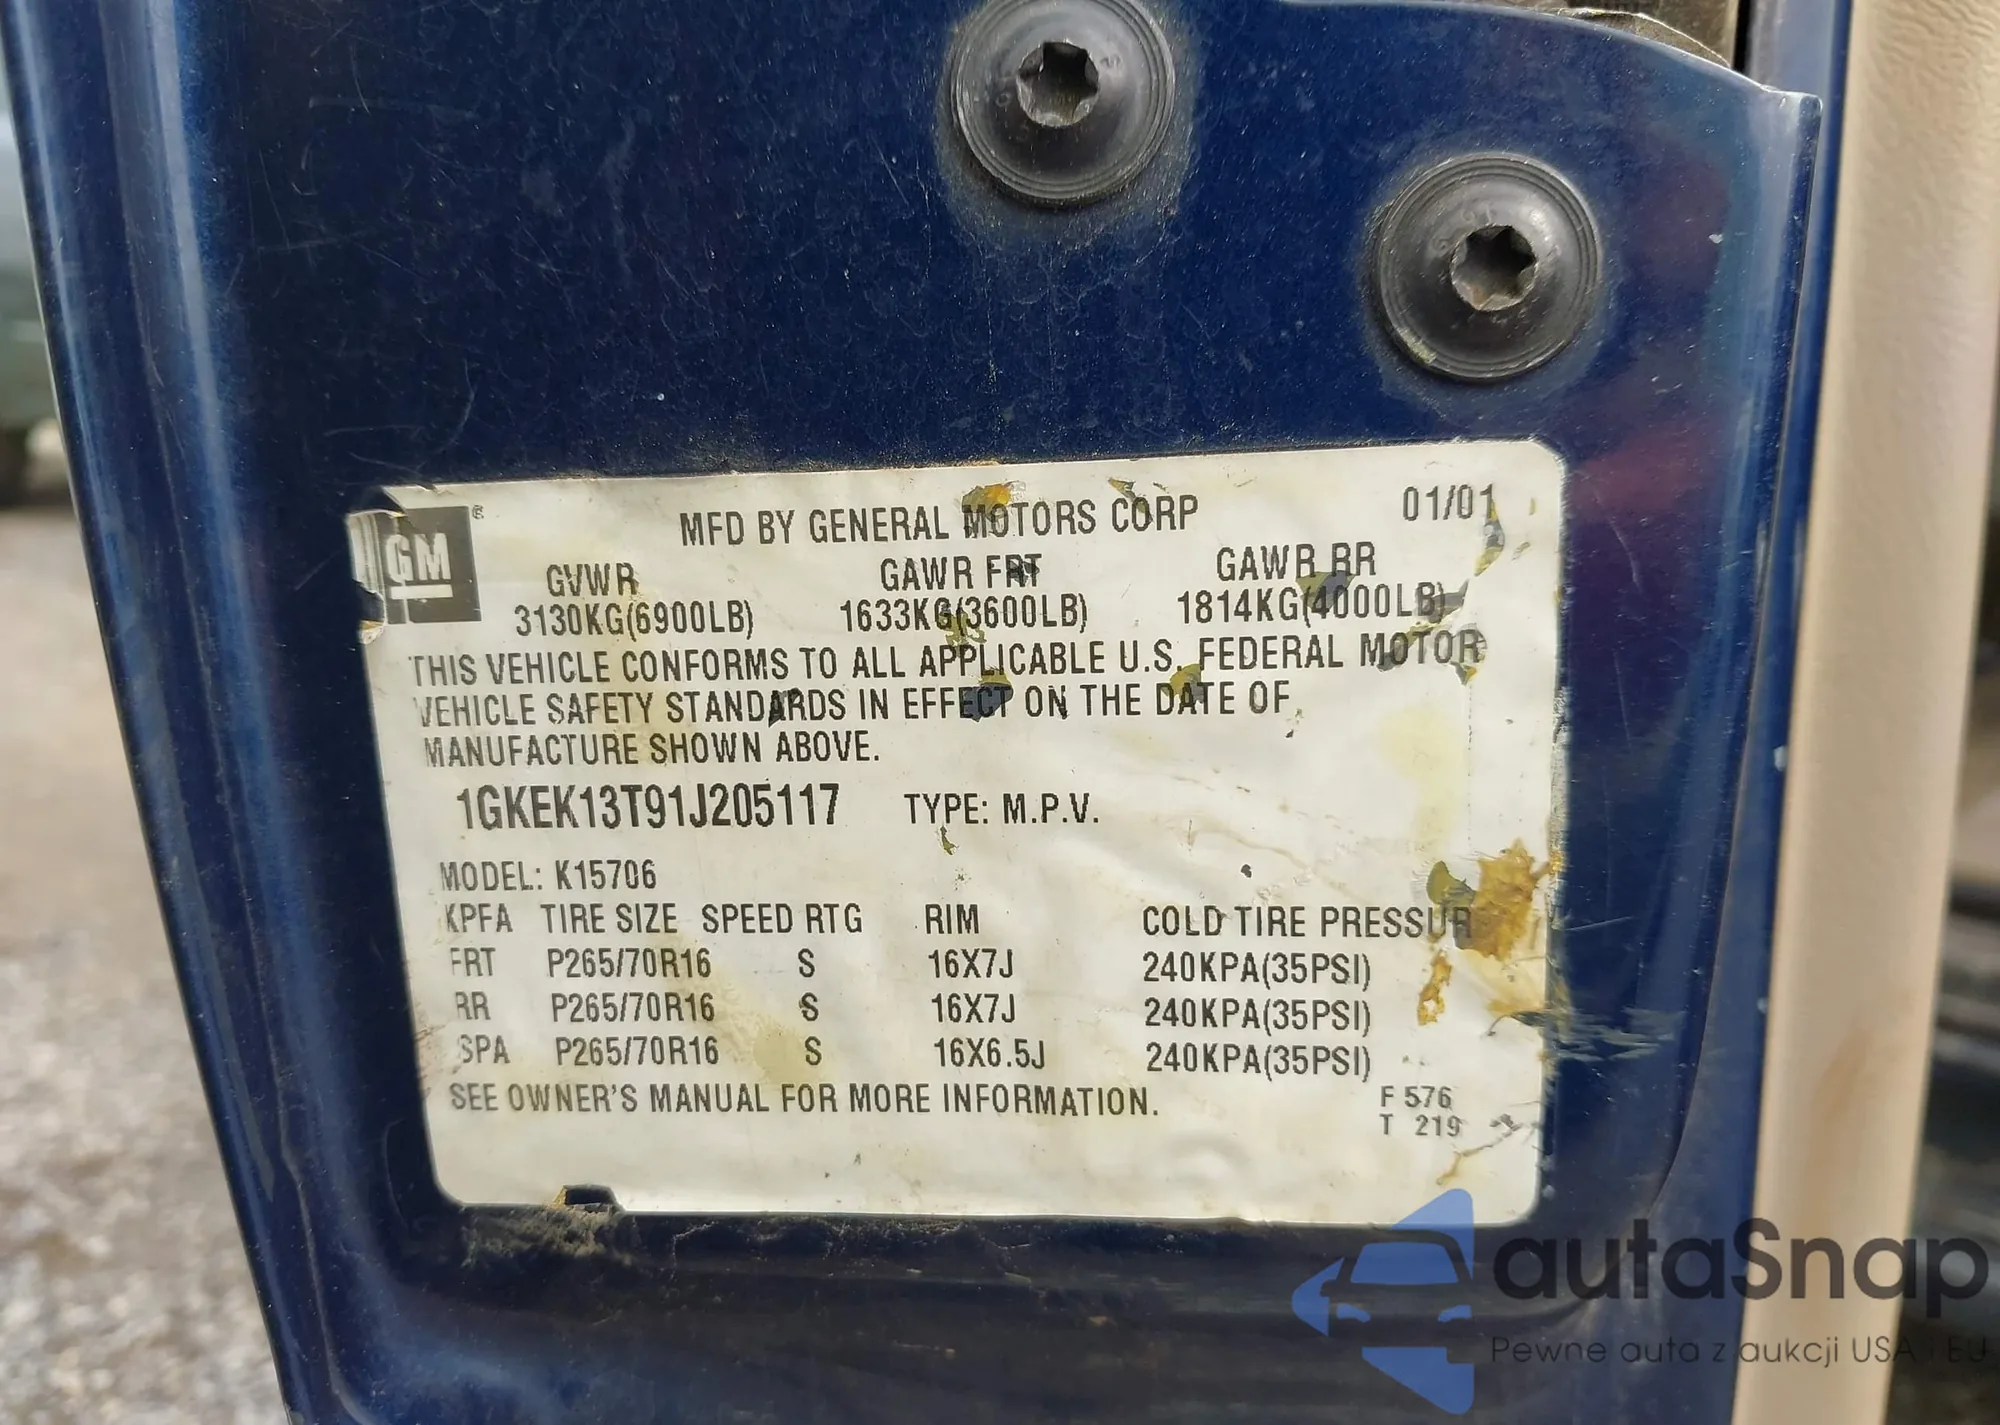 GM®
MFD BY GENERAL MOTORS CORP 01/01
GVWR GAWR FRT GAWR RR
3130KG(6900LB) 1633KG(3600LB) 1814KG(4000LB)
THIS VEHICLE CONFORMS TO ALL APPLICABLE U.S. FEDERAL MOTOR
VEHICLE SAFETY STANDARDS IN EFFECT ON THE DATE OF
MANUFACTURE SHOWN ABOVE.
1GKEK13T91J205117 TYPE: M.P.V.
MODEL: K15706
KPFA TIRE SIZE SPEED RTG RIM COLD TIRE PRESSUR
FRT P265/70R16 S 16X7J 240KPA(35PSI)
RR P265/70R16 S 16X7J 240KPA(35PSI)
SPA P265/70R16 S 16X6.5J 240KPA(35PSI)
SEE OWNER'S MANUAL FOR MORE INFORMATION.
F 576
T 219
autaSnap
Pewne auta z aukcji USA i EU